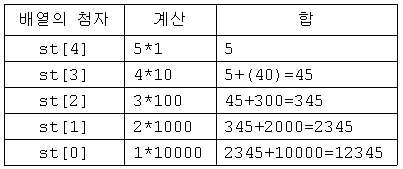 배열의 첨자 계산 합
st[4] 5*1 5
st[3] 4*10 5+(40)=45
st[2] 3*100 45+300=345
st[1] 2*1000 345+2000=2345
st[0] 1*10000 2345+10000=12345